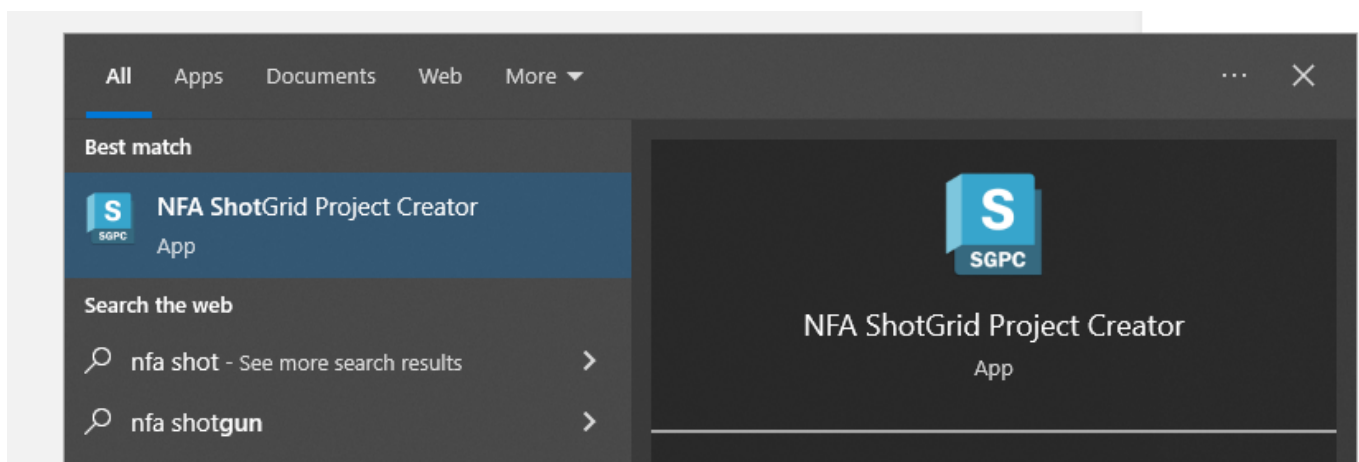 All Apps Documents Web More
Best match
S
SGPC
NFA ShotGrid Project Creator
App
Search the web
nfa shot - See more search results
nfa shotgun
S
SGPC
NFA ShotGrid Project Creator
App